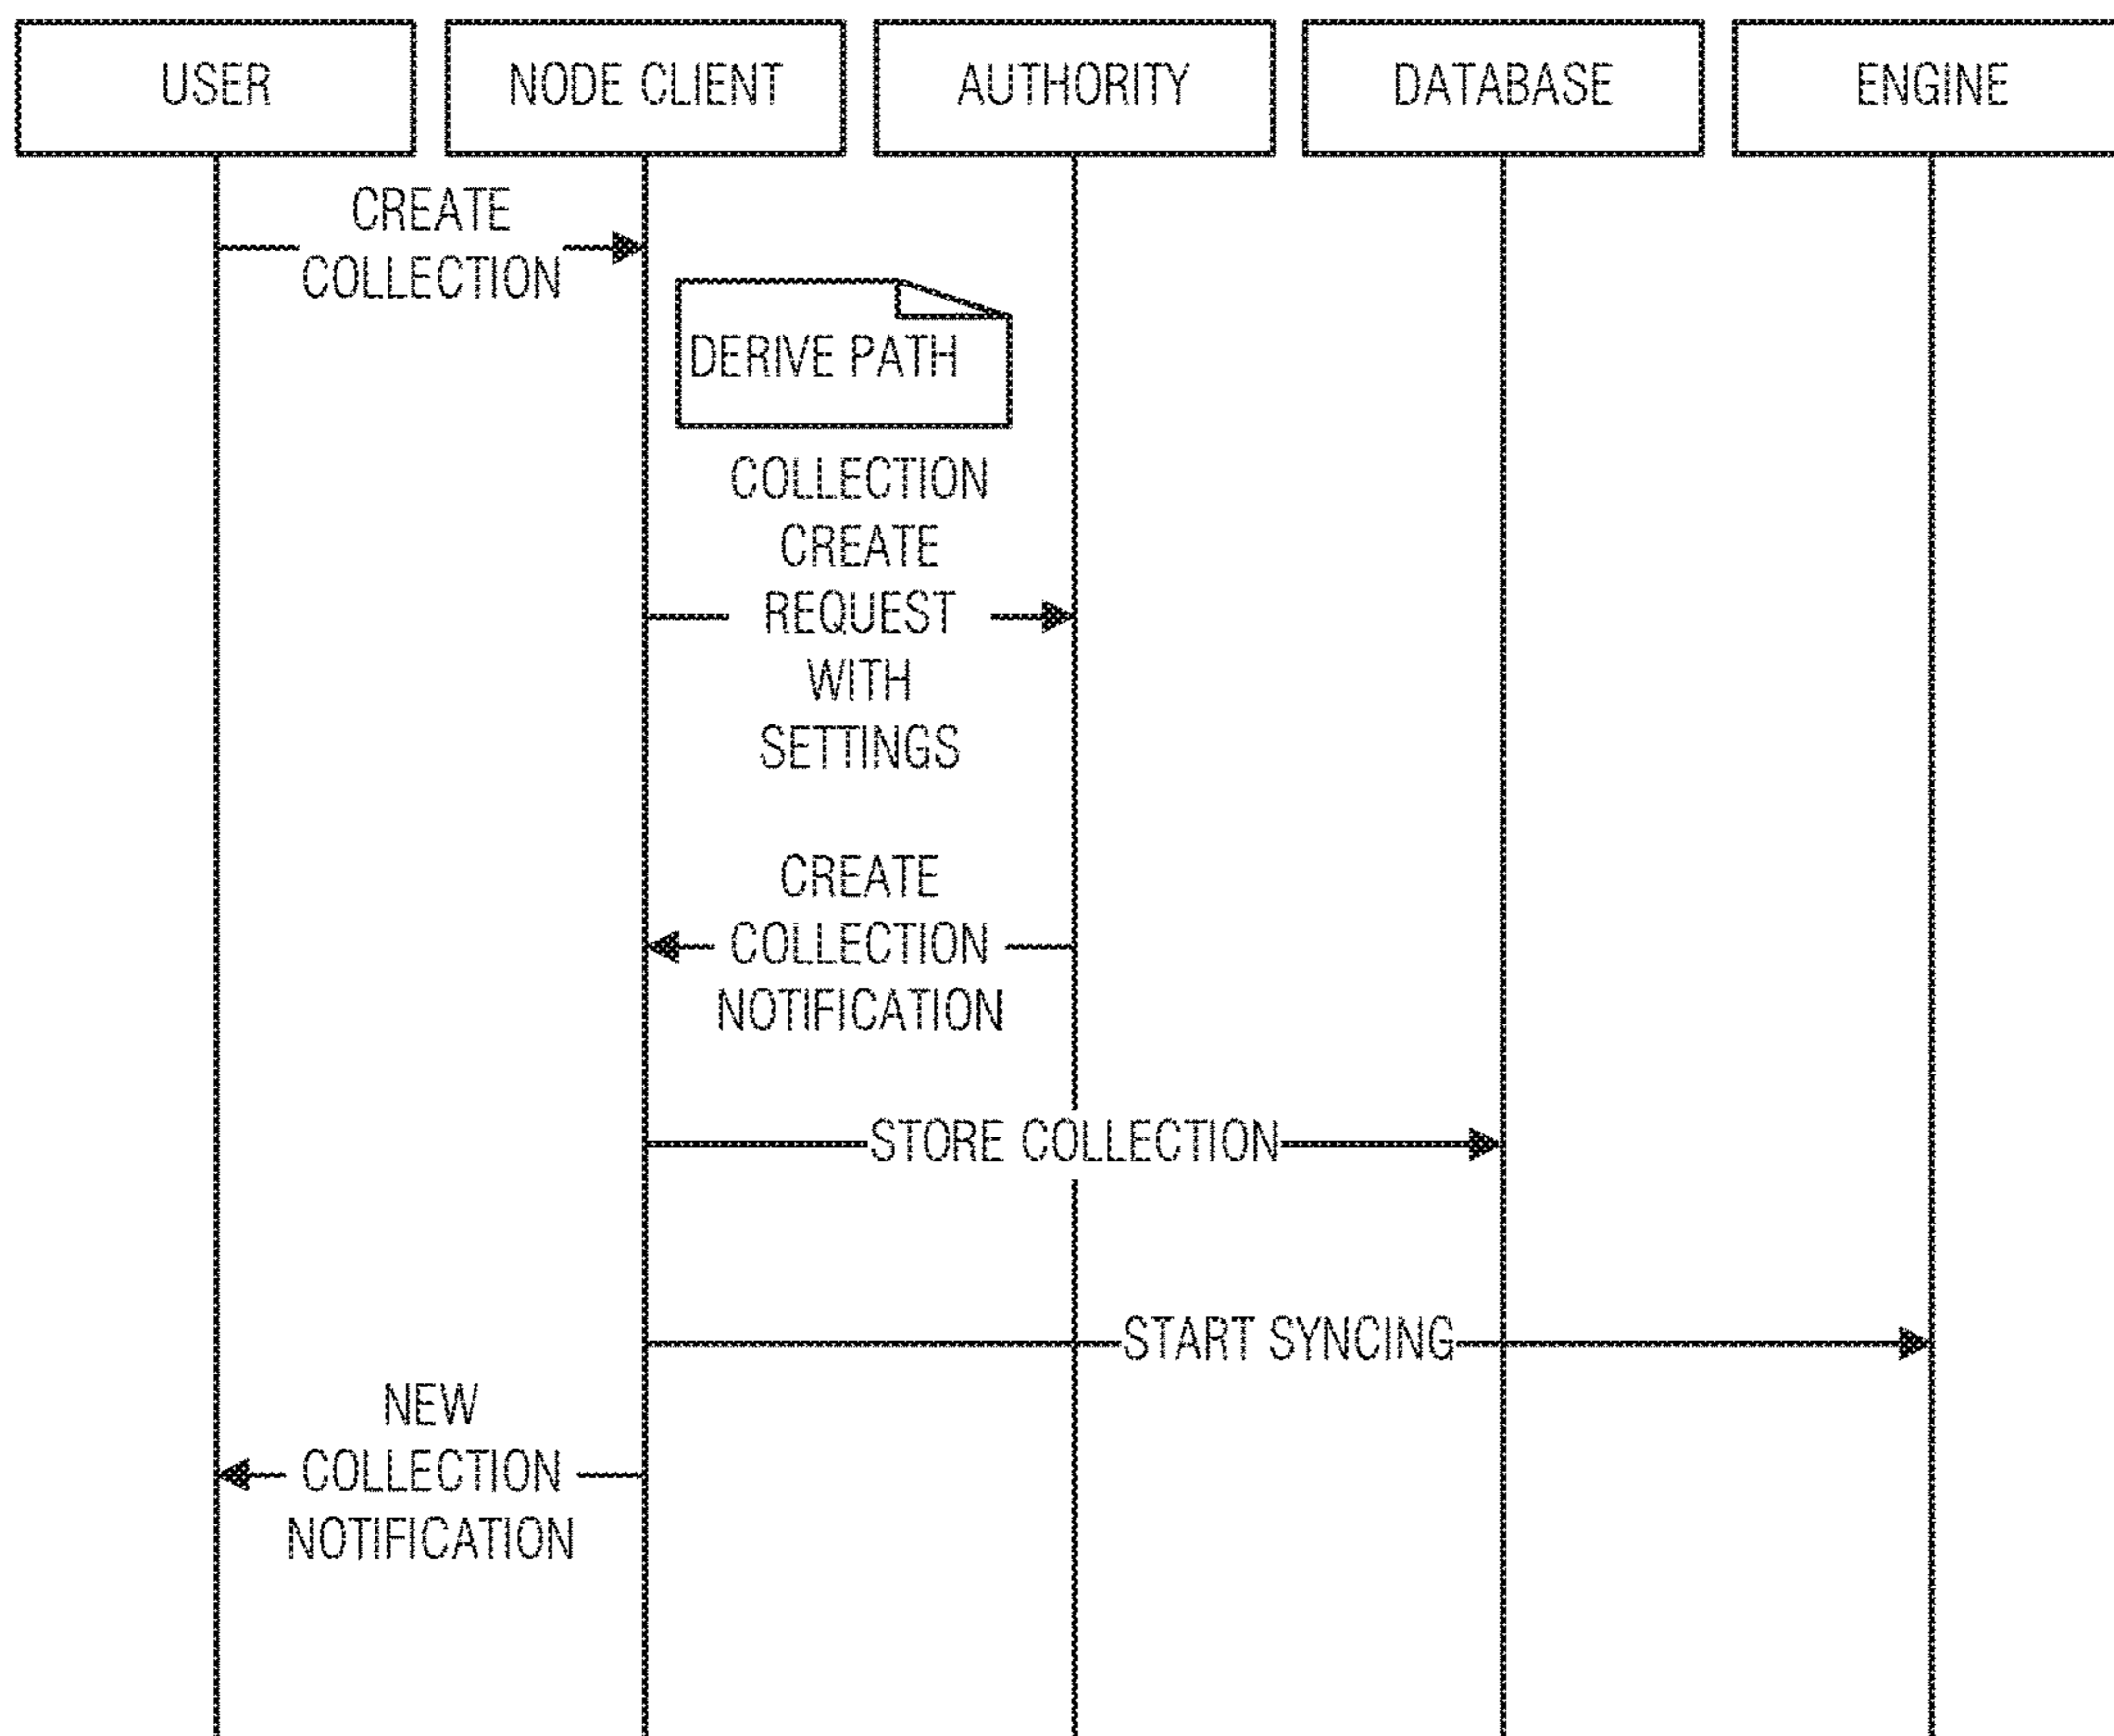 USER
NODE CLIENT
AUTHORITY
DATABASE
ENGINE
CREATE
COLLECTION
DERIVE PATH
COLLECTION
CREATE
REQUEST
WITH
SETTINGS
CREATE
COLLECTION
NOTIFICATION
STORE COLLECTION
START SYNCING
NEW
COLLECTION
NOTIFICATION